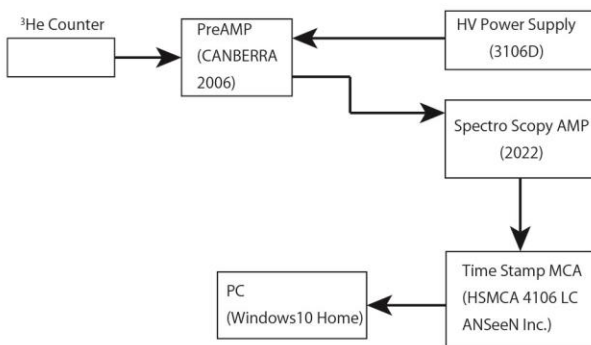 ³He Counter
PreAMP
(CANBERRA
2006)
HV Power Supply
(3106D)
Spectro Scopy AMP
(2022)
Time Stamp MCA
(HSMCA 4106 LC
ANSeeN Inc.)
PC
(Windows10 Home)